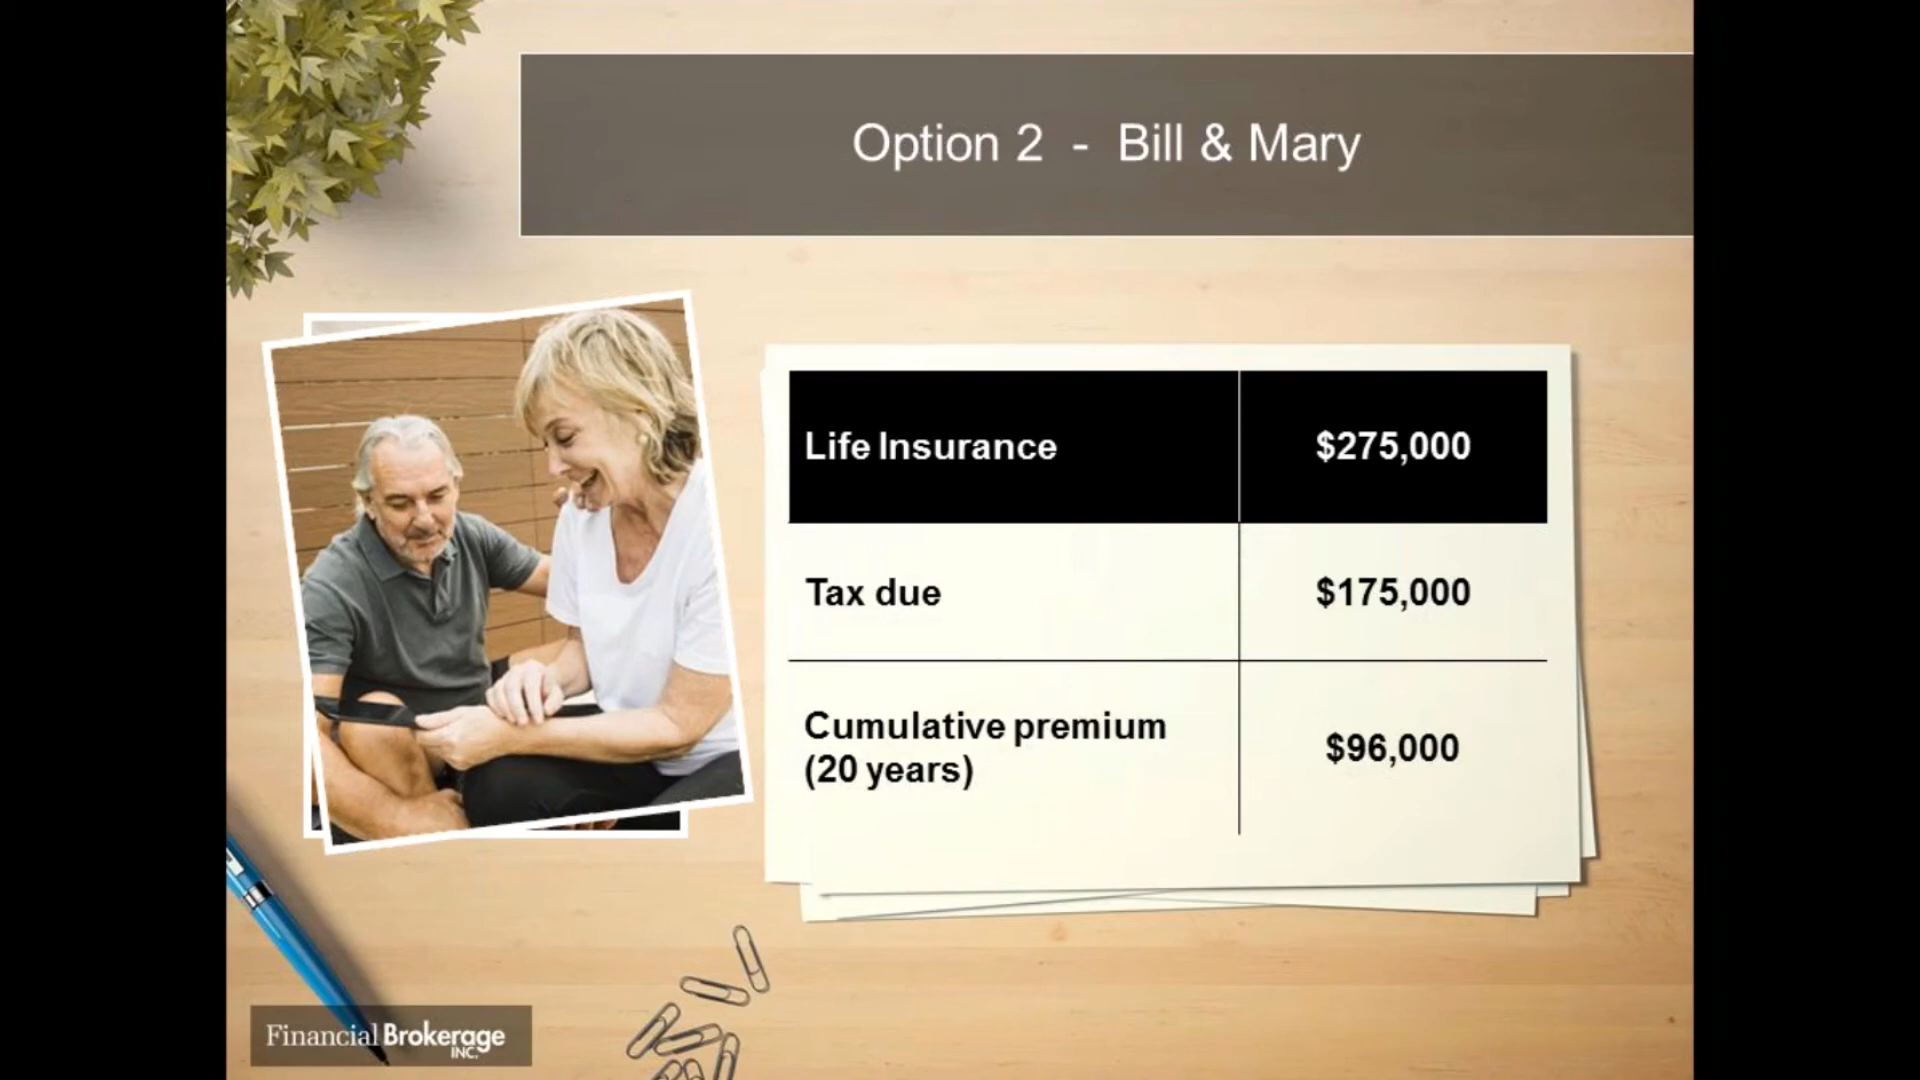 Option 2 - Bill & Mary
Life Insurance $275,000
Tax due $175,000
Cumulative premium
(20 years) $96,000
Financial Brokerage
INC.